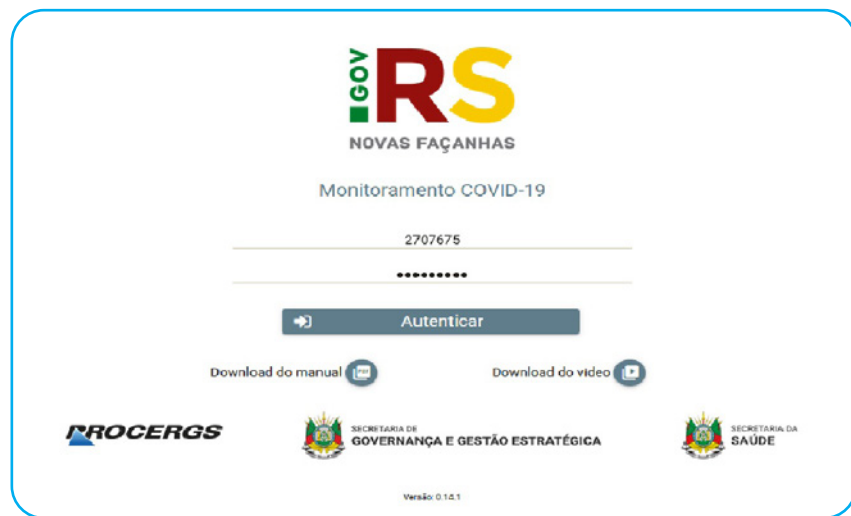 GOV RS
NOVAS FAÇANHAS
Monitoramento COVID-19
2707675
•••••••••
Autenticar
Download do manual PDF
Download do video
PROCERGS
SECRETARIA DE
GOVERNANÇA E GESTÃO ESTRATÉGICA
SECRETARIA DA
SAÚDE
Versão: 0.14.1